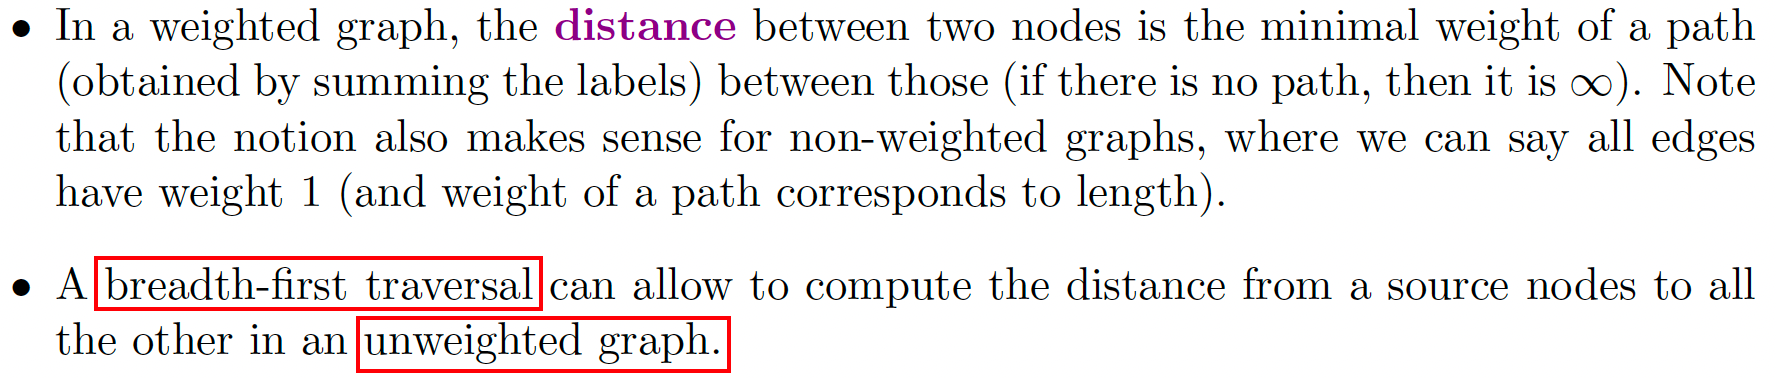 • In a weighted graph, the distance between two nodes is the minimal weight of a path
(obtained by summing the labels) between those (if there is no path, then it is ∞). Note
that the notion also makes sense for non-weighted graphs, where we can say all edges
have weight 1 (and weight of a path corresponds to length).
• A breadth-first traversal can allow to compute the distance from a source nodes to all
the other in an unweighted graph.